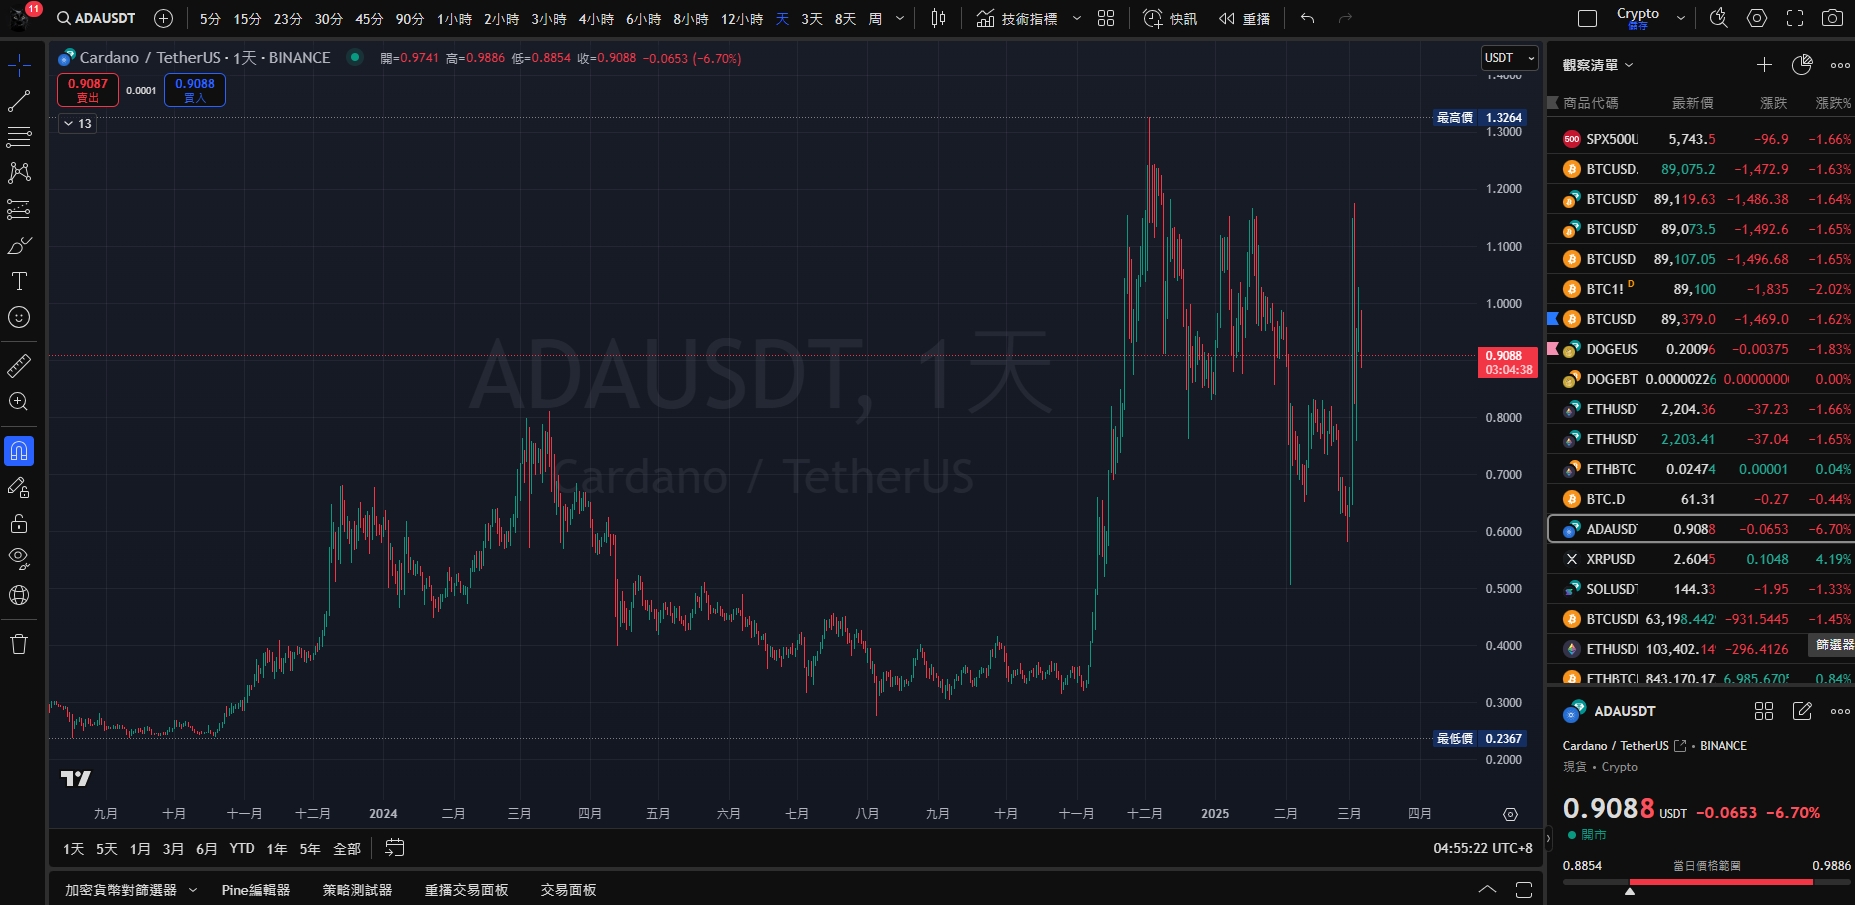 11
ADAUSDT
5分 15分 23分 30分 45分 90分 1小時 2小時 3小時 4小時 6小時 8小時 12小時 天 3天 8天 周
技術指標
快訊
重播
Crypto
儲存
Cardano / TetherUS · 1天 · BINANCE
開=0.9741 高=0.9886 低=0.8854 收=0.9088 −0.0653 (−6.70%)
USDT
0.9087
賣出
0.0001
0.9088
買入
13
1.4000
最高價 1.3264
1.3000
1.2000
1.1000
1.0000
0.9088
03:04:38
0.8000
0.7000
0.6000
0.5000
0.4000
0.3000
最低價 0.2367
0.2000
ADAUSDT, 1天
Cardano / TetherUS
九月 十月 十一月 十二月 2024 二月 三月 四月 五月 六月 七月 八月 九月 十月 十一月 十二月 2025 二月 三月 四月
1天 5天 1月 3月 6月 YTD 1年 5年 全部
04:55:22 UTC+8
加密貨幣對篩選器 Pine編輯器 策略測試器 重播交易面板 交易面板
觀察清單
商品代碼 最新價 漲跌 漲跌%
500 SPX500U 5,743.5 −96.9 −1.66%
BTCUSD. 89,075.2 −1,472.9 −1.63%
BTCUSD 89,119.63 −1,486.38 −1.64%
BTCUSD 89,073.5 −1,492.6 −1.65%
BTCUSD 89,107.05 −1,496.68 −1.65%
BTC1! D 89,100 −1,835 −2.02%
BTCUSD 89,379.0 −1,469.0 −1.62%
DOGEUS 0.20096 −0.00375 −1.83%
DOGEBT 0.00000226 0.0000000 0.00%
ETHUSD 2,204.36 −37.23 −1.66%
ETHUSD 2,203.41 −37.04 −1.65%
ETHBTC 0.02474 0.00001 0.04%
BTC.D 61.31 −0.27 −0.44%
ADAUSD 0.9088 −0.0653 −6.70%
XRPUSD 2.6045 0.1048 4.19%
SOLUSD 144.33 −1.95 −1.33%
BTCUSDI 63,198.442 −931.5445 −1.45%
ETHUSDI 103,402.14 −296.4126
篩選器
ETHBTCI 843,170.17 6,985.670 0.84%
ADAUSDT
Cardano / TetherUS • BINANCE
現貨 • Crypto
0.9088 USDT −0.0653 −6.70%
開市
0.8854 當日價格範圍 0.9886